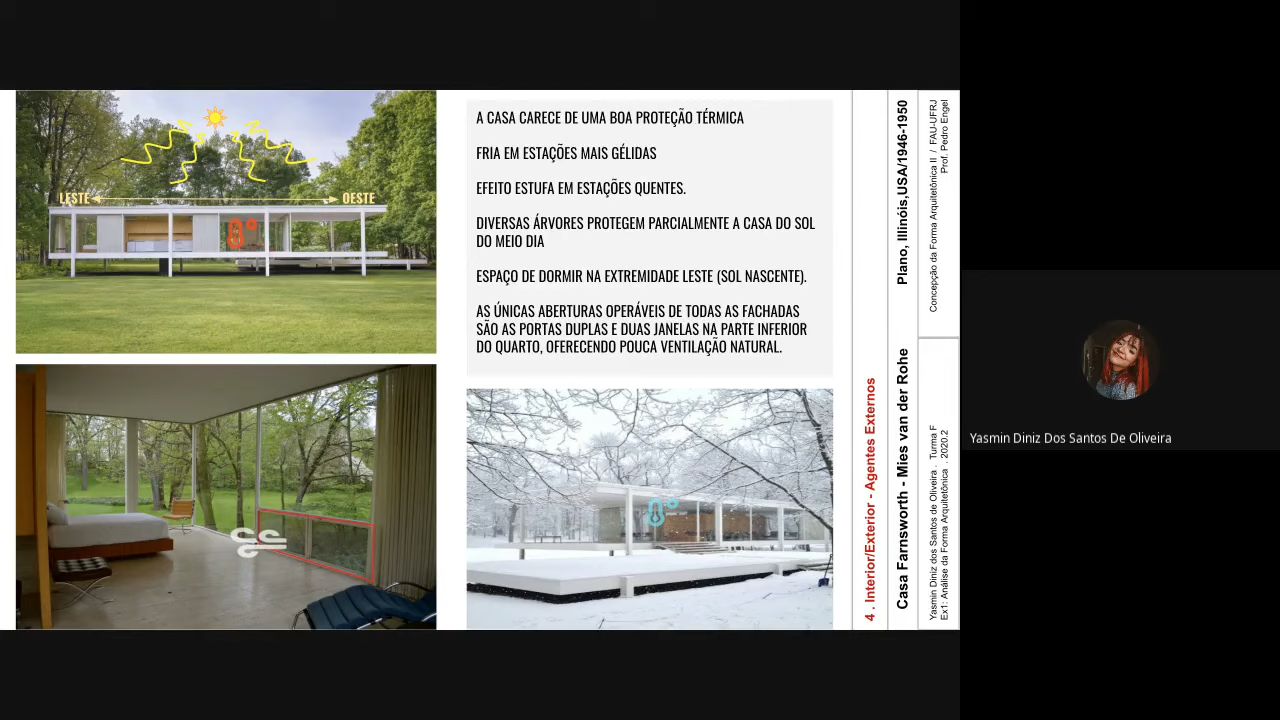 LESTE
OESTE
A CASA CARECE DE UMA BOA PROTEÇÃO TÉRMICA
FRIA EM ESTAÇÕES MAIS GÉLIDAS
EFEITO ESTUFA EM ESTAÇÕES QUENTES.
DIVERSAS ÁRVORES PROTEGEM PARCIALMENTE A CASA DO SOL
DO MEIO DIA
ESPAÇO DE DORMIR NA EXTREMIDADE LESTE (SOL NASCENTE).
AS ÚNICAS ABERTURAS OPERÁVEIS DE TODAS AS FACHADAS
SÃO AS PORTAS DUPLAS E DUAS JANELAS NA PARTE INFERIOR
DO QUARTO, OFERECENDO POUCA VENTILAÇÃO NATURAL.
4 . Interior/Exterior - Agentes Externos
Casa Farnsworth - Mies van der Rohe
Plano, Illinóis,USA/1946-1950
Yasmin Diniz dos Santos de Oliveira . Turma F
Ex1: Análise da Forma Arquitetônica . 2020.2
Concepção da Forma Arquitetônica II / FAU-UFRJ
Prof. Pedro Engel
Yasmin Diniz Dos Santos De Oliveira